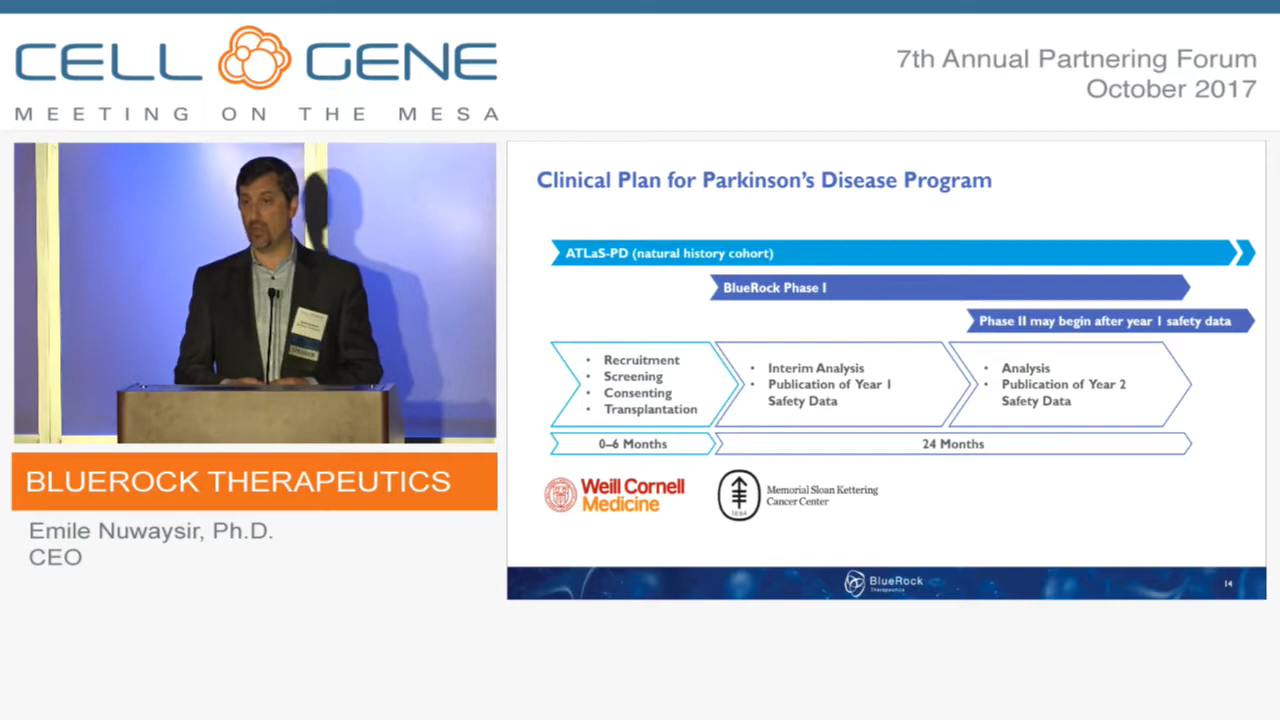 CELL GENE
MEETING ON THE MESA
7th Annual Partnering Forum
October 2017
Clinical Plan for Parkinson's Disease Program
ATLaS-PD (natural history cohort)
BlueRock Phase I
Phase II may begin after year 1 safety data
• Recruitment
• Screening
• Consenting
• Transplantation
• Interim Analysis
• Publication of Year 1
Safety Data
• Analysis
• Publication of Year 2
Safety Data
0–6 Months
24 Months
Weill Cornell
Medicine
Memorial Sloan Kettering
Cancer Center
1884
BlueRock
Therapeutics
14
BLUEROCK THERAPEUTICS
Emile Nuwaysir, Ph.D.
CEO